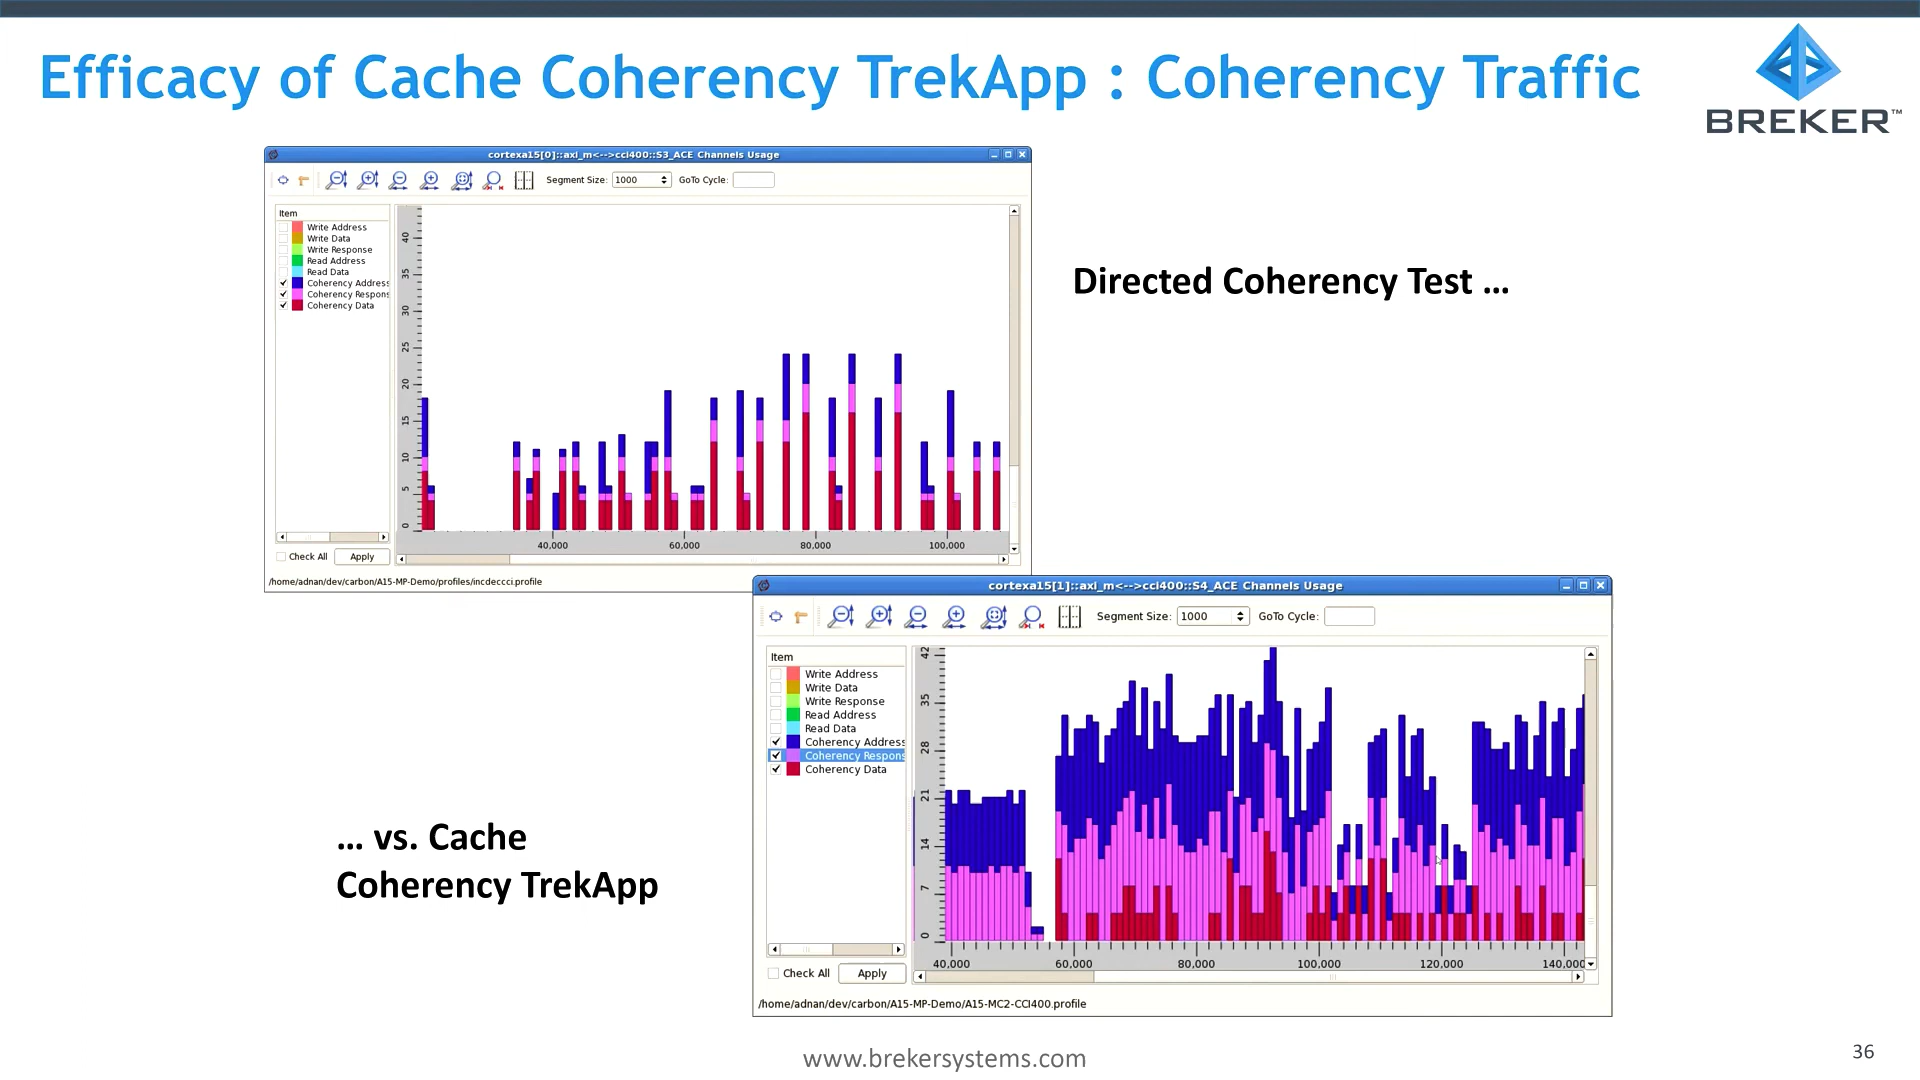 Efficacy of Cache Coherency TrekApp : Coherency Traffic
BREKER™
cortexa15[0]::axi_m<-->cci400::S3_ACE Channels Usage
Segment Size: 1000 GoTo Cycle:
Item
Write Address
Write Data
Write Response
Read Address
Read Data
Coherency Address
Coherency Respons
Coherency Data
40
35
30
25
20
15
10
5
0
40,000 60,000 80,000 100,000
Check All Apply
/home/adnan/dev/carbon/A15-MP-Demo/profiles/incdeccci.profile
Directed Coherency Test ...
cortexa15[1]::axi_m<-->cci400::S4_ACE Channels Usage
Segment Size: 1000 GoTo Cycle:
Item
Write Address
Write Data
Write Response
Read Address
Read Data
Coherency Address
Coherency Respons
Coherency Data
42
35
28
21
14
7
0
40,000 60,000 80,000 100,000 120,000 140,000
Check All Apply
/home/adnan/dev/carbon/A15-MP-Demo/A15-MC2-CCI400.profile
... vs. Cache
Coherency TrekApp
www.brekersystems.com
36